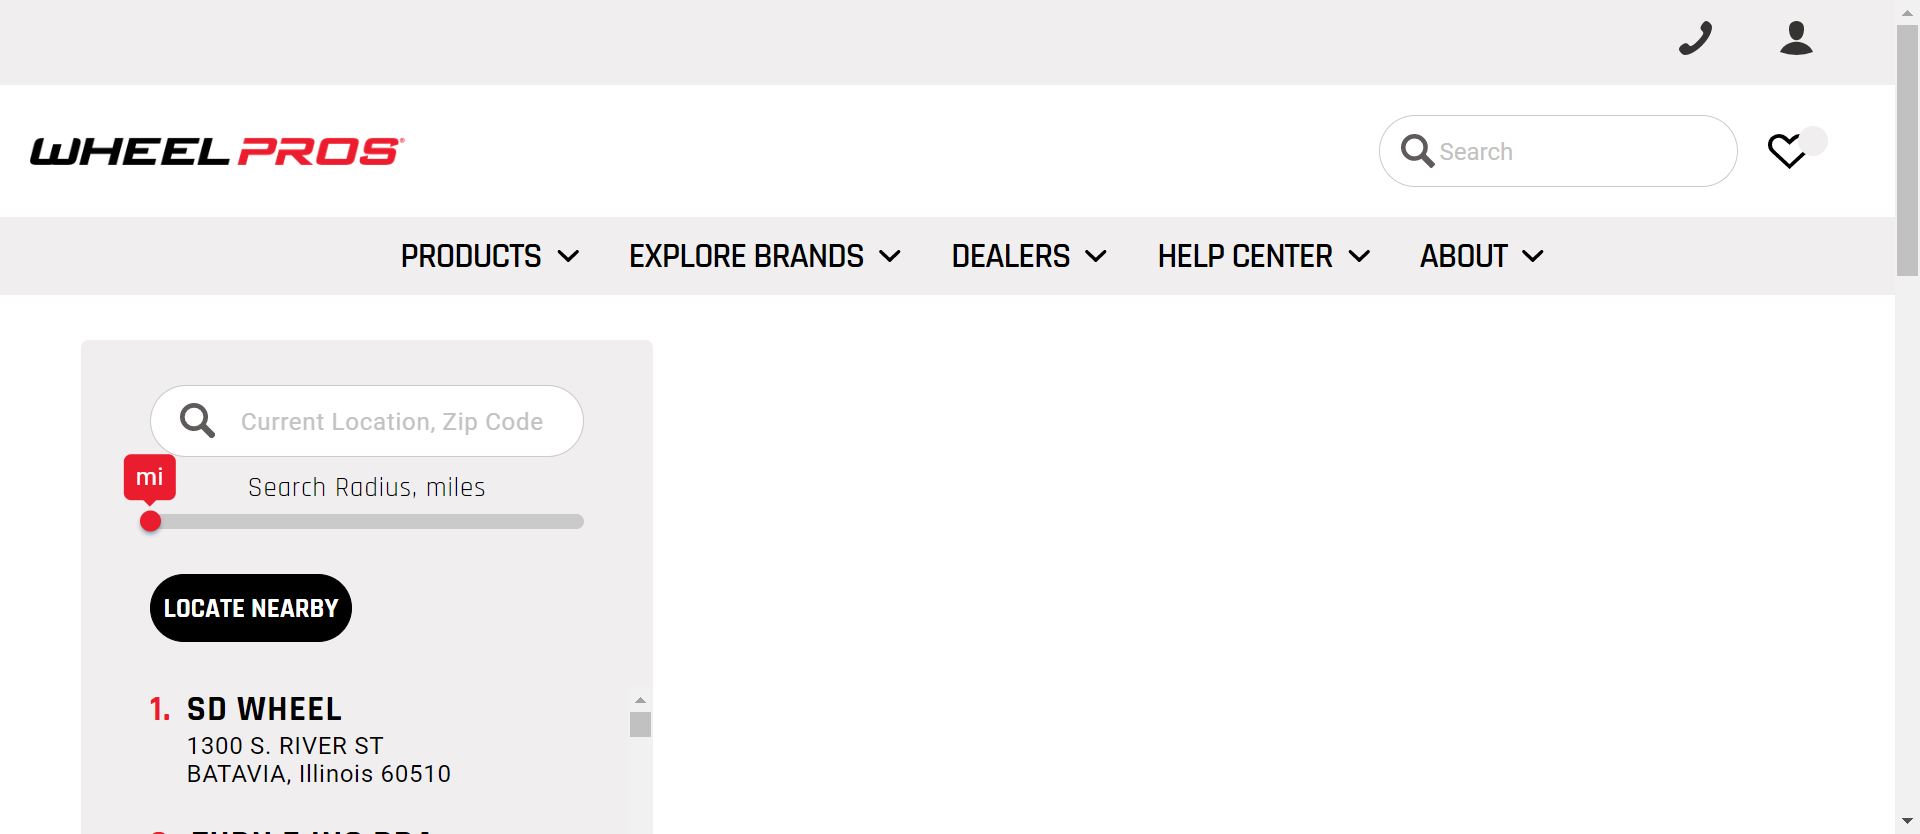 WHEEL PROS
Search
PRODUCTS EXPLORE BRANDS DEALERS HELP CENTER ABOUT
Current Location, Zip Code
mi
Search Radius, miles
LOCATE NEARBY
1. SD WHEEL
1300 S. RIVER ST
BATAVIA, Illinois 60510